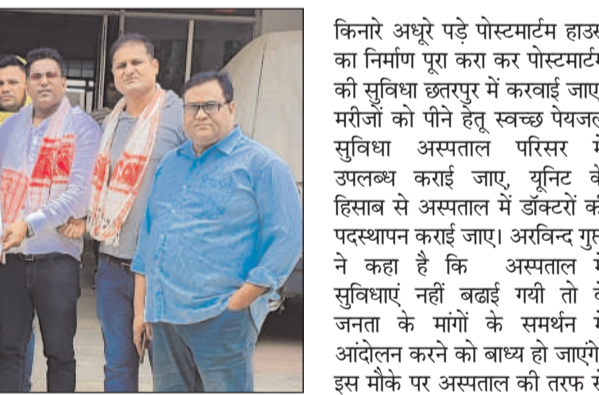 किनारे अधूरे पड़े पोस्टमार्टम हाउस
का निर्माण पूरा करा कर पोस्टमार्टम
की सुविधा छतरपुर में करवाई जाए,
मरीजों को पीने हेतू स्वच्छ पेयजल
सुविधा अस्पताल परिसर में
उपलब्ध कराई जाए, यूनिट के
हिसाब से अस्पताल में डॉक्टरों की
पदस्थापन कराई जाए। अरविन्द गुप्ता
ने कहा है कि अस्पताल में
सुविधाएं नहीं बढाई गयी तो वे
जनता के मांगों के समर्थन में
आंदोलन करने को बाध्य हो जाएंगे।
इस मौके पर अस्पताल की तरफ से